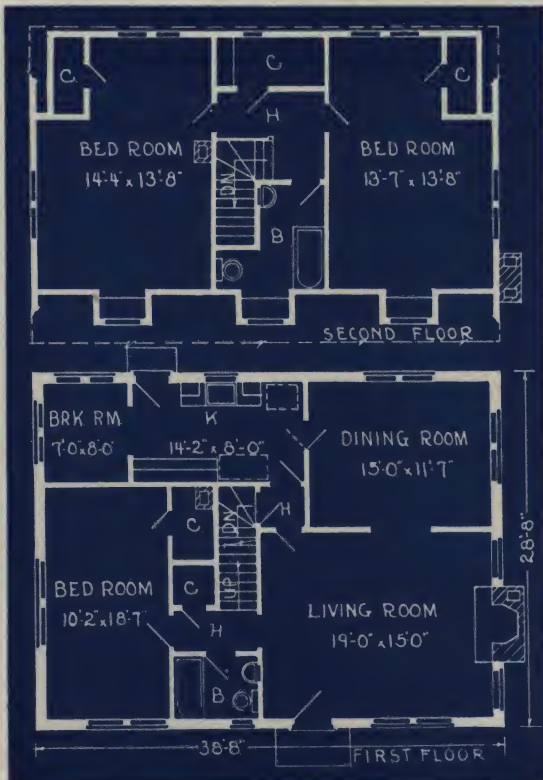 C
C
C
H
BED ROOM
14'-4" x 13'-8"
BED ROOM
13'-7" x 13'-8"
DN
B
SECOND FLOOR
BRK RM.
7'-0" x 8'-0"
K
14'-2" x 8'-0"
DINING ROOM
15'-0" x 11'-7"
C
DN
H
28'-8"
BED ROOM
10'-2" x 18'-7"
C
UP
H
LIVING ROOM
19'-0" x 15'-0"
B
38'-8"
FIRST FLOOR